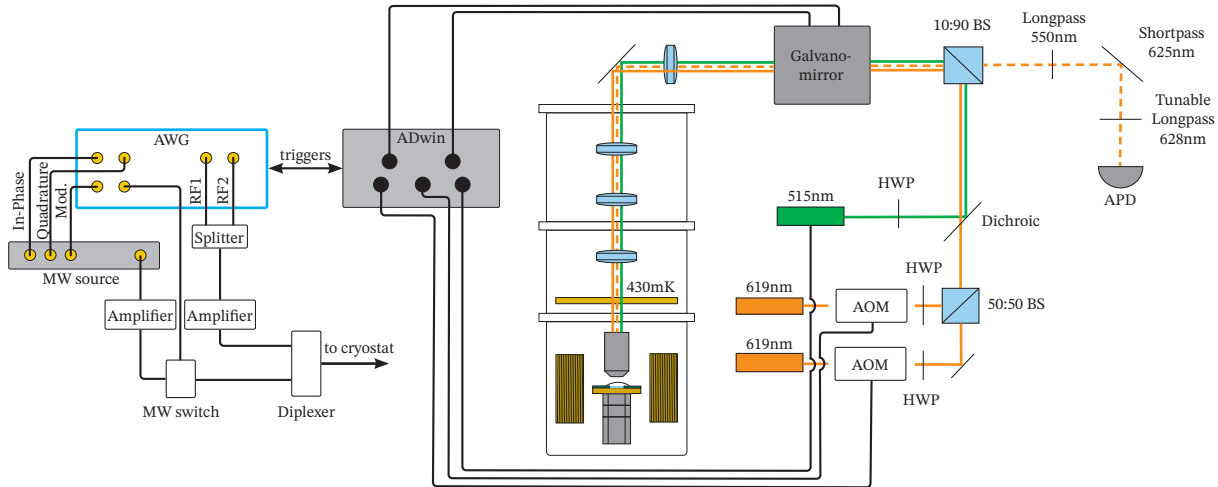 10:90 BS
Longpass
550nm
Shortpass
625nm
Galvano-
mirror
Tunable
Longpass
628nm
AWG
ADwin
triggers
In-Phase
Quadrature
Mod.
RF1
RF2
Splitter
MW source
Amplifier
Amplifier
to cryostat
MW switch
Diplexer
430mK
515nm
HWP
Dichroic
APD
619nm
AOM
HWP
50:50 BS
619nm
AOM
HWP